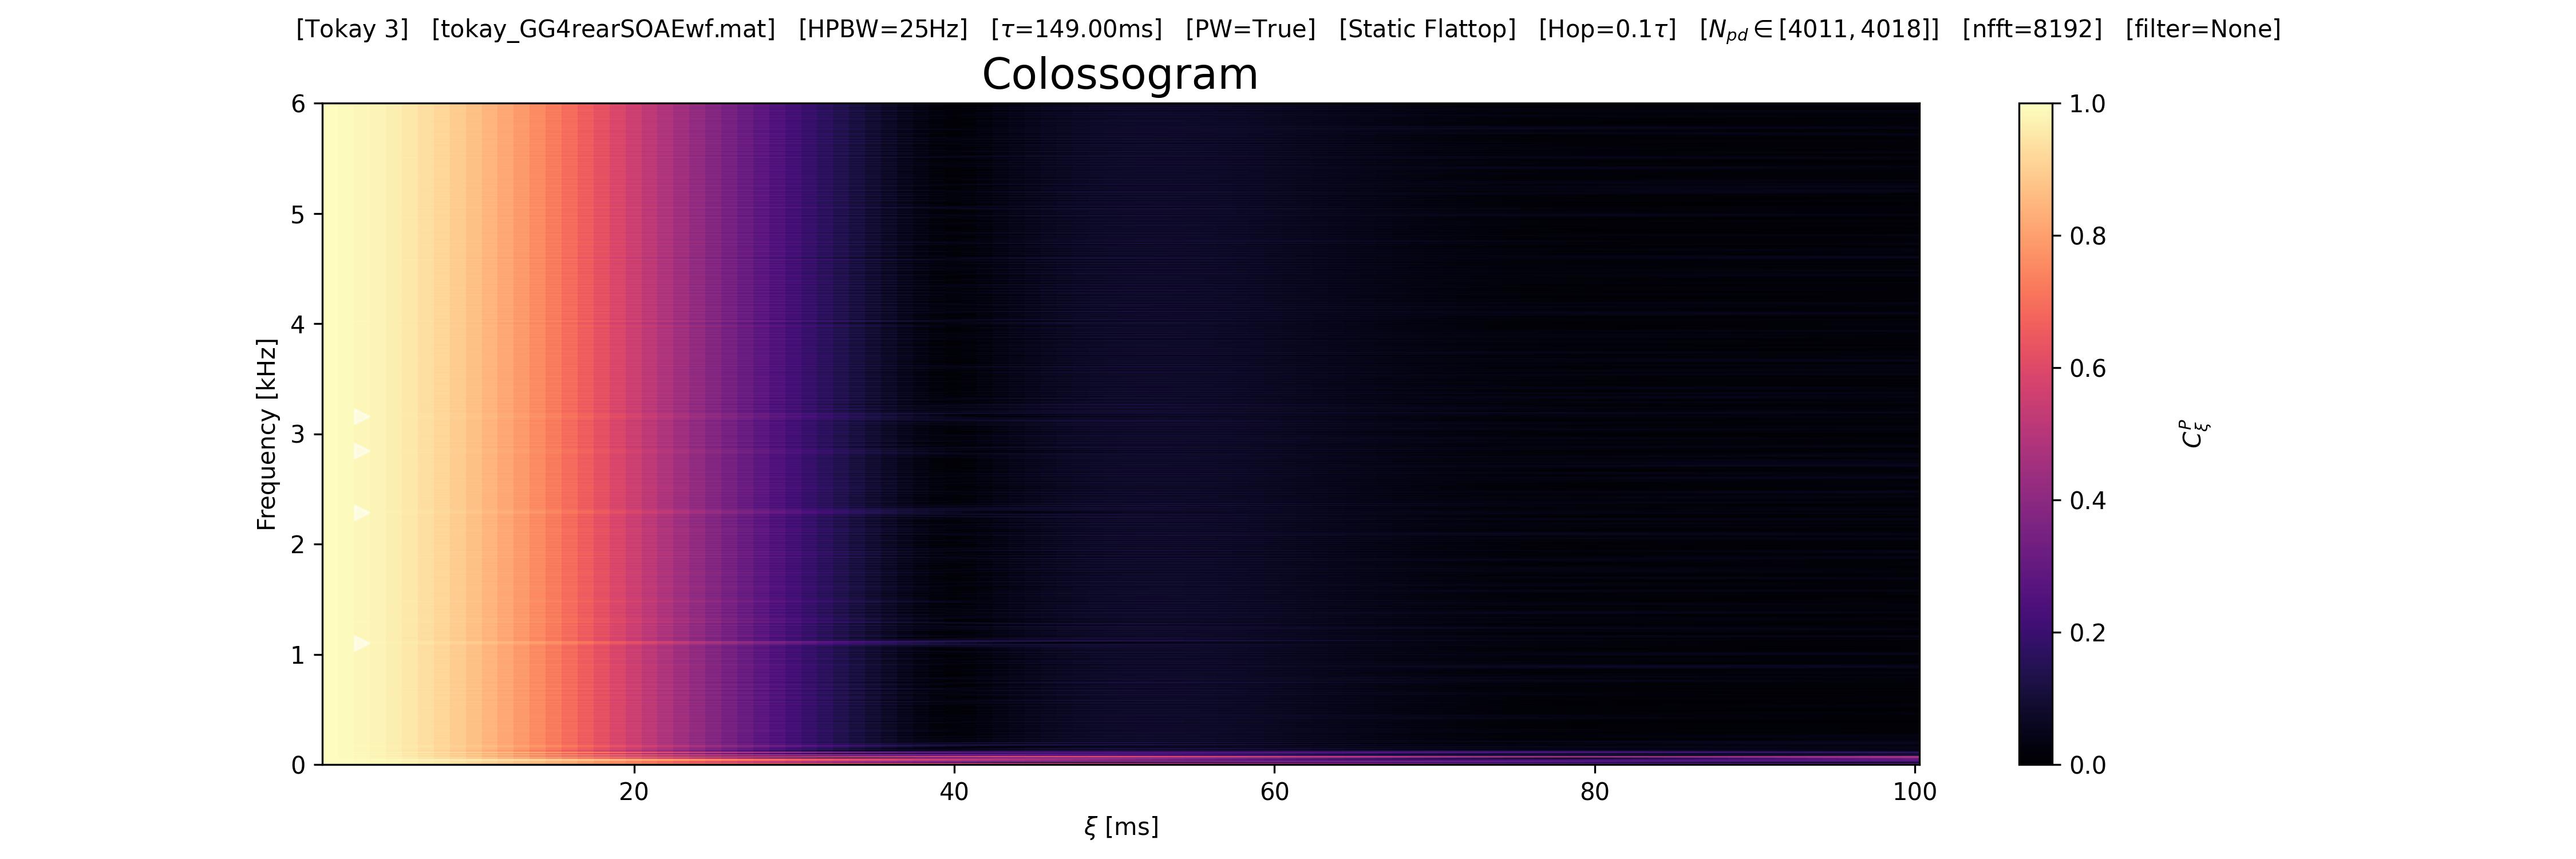 [Tokay 3] [tokay_GG4rearSOAEwf.mat] [HPBW=25Hz] [τ=149.00ms] [PW=True] [Static Flattop] [Hop=0.1τ] [N_{pd} ∈ [4011, 4018]] [nfft=8192] [filter=None]
Colossogram
6
5
4
3
2
1
0
Frequency [kHz]
20 40 60 80 100
ξ [ms]
1.0
0.8
0.6
0.4
0.2
0.0
C_ξ^P